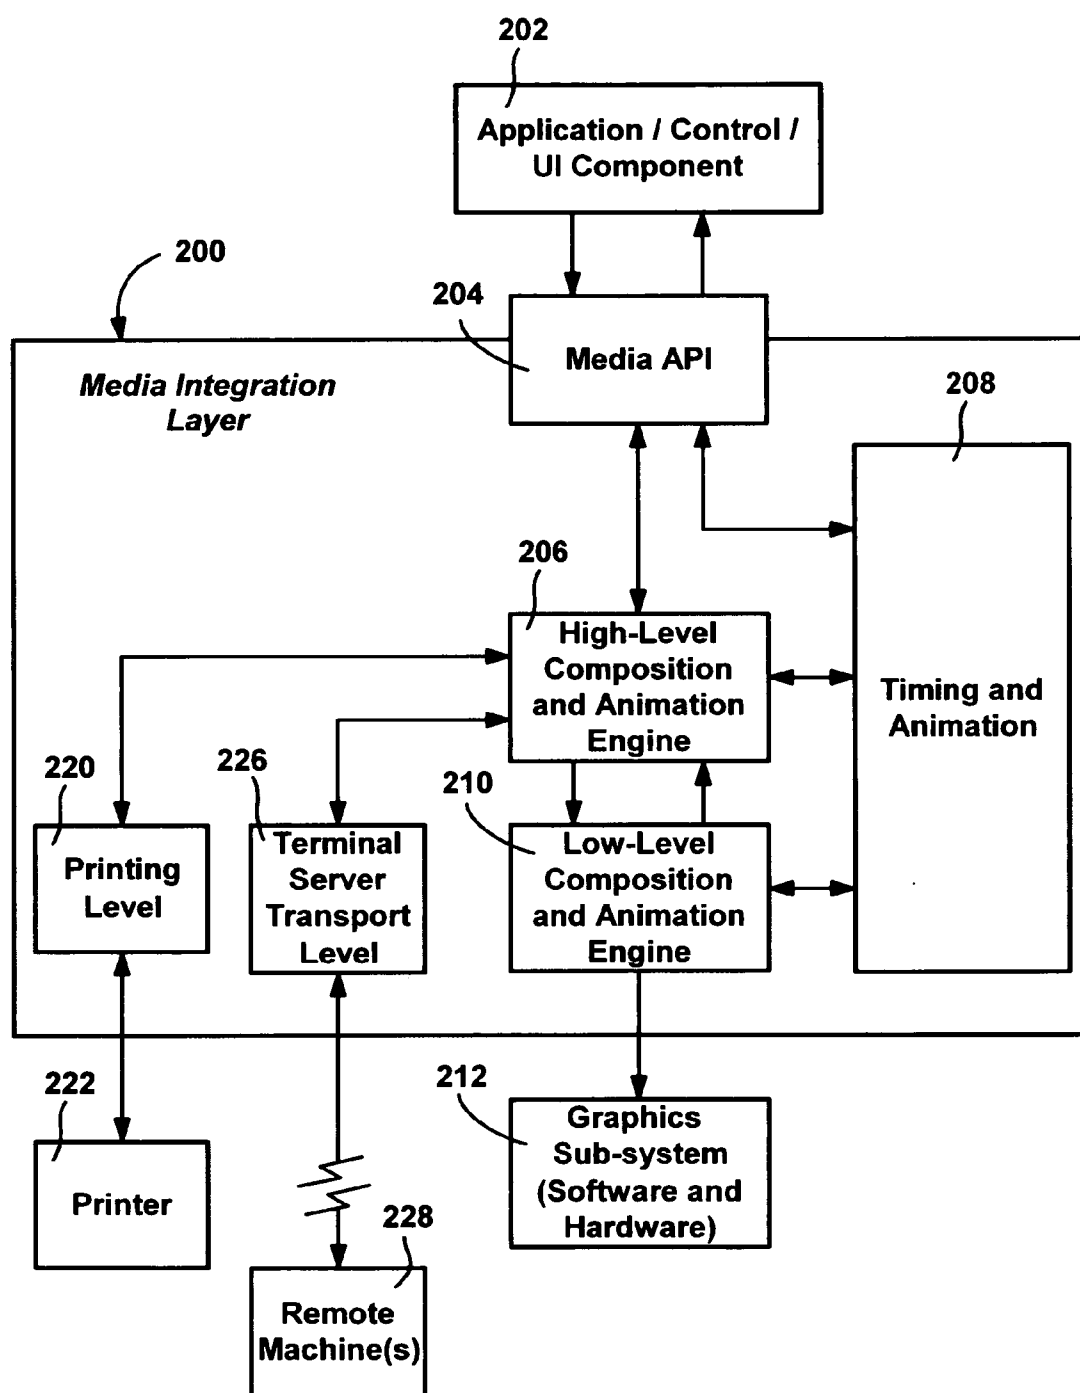 202
Application / Control /
UI Component
200
204
Media API
Media Integration
Layer
208
206
High-Level
Composition
and Animation
Engine
Timing and
Animation
220
226
210
Printing
Level
Terminal
Server
Transport
Level
Low-Level
Composition
and Animation
Engine
222
212
Printer
Graphics
Sub-system
(Software and
Hardware)
228
Remote
Machine(s)